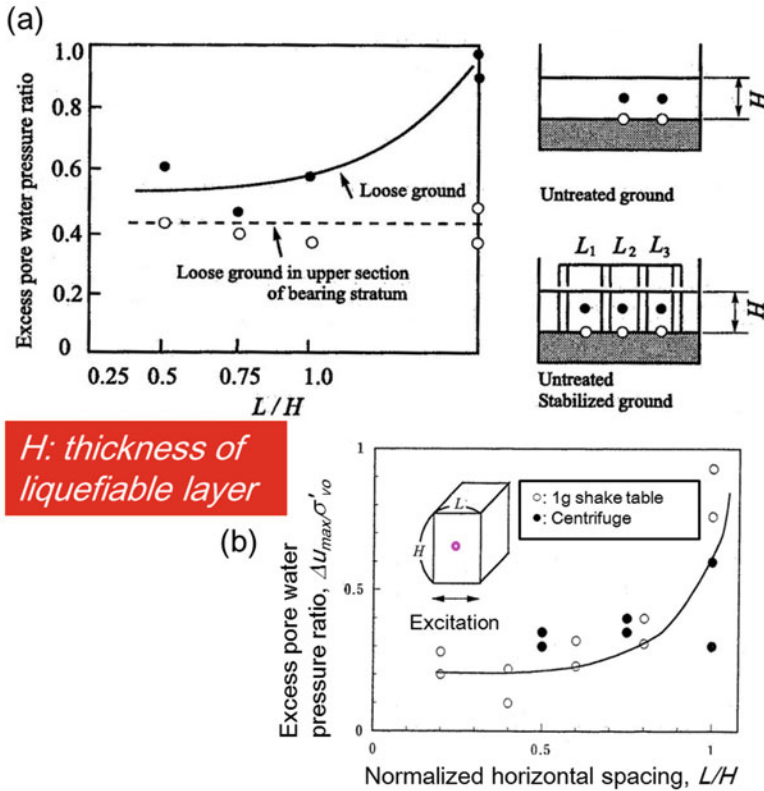 (a)
Excess pore water pressure ratio
1.0
0.8
0.6
0.4
0.2
0
Loose ground
Loose ground in upper section
of bearing stratum
0.25
0.5
0.75
1.0
L/H
H
Untreated ground
L1 L2 L3
H
Untreated
Stabilized ground
H: thickness of
liquefiable layer
(b)
Excess pore water
pressure ratio, Δu max/σ'vo
1
0.5
0
L
H
Excitation
○: 1g shake table
●: Centrifuge
0
0.5
1
Normalized horizontal spacing, L/H